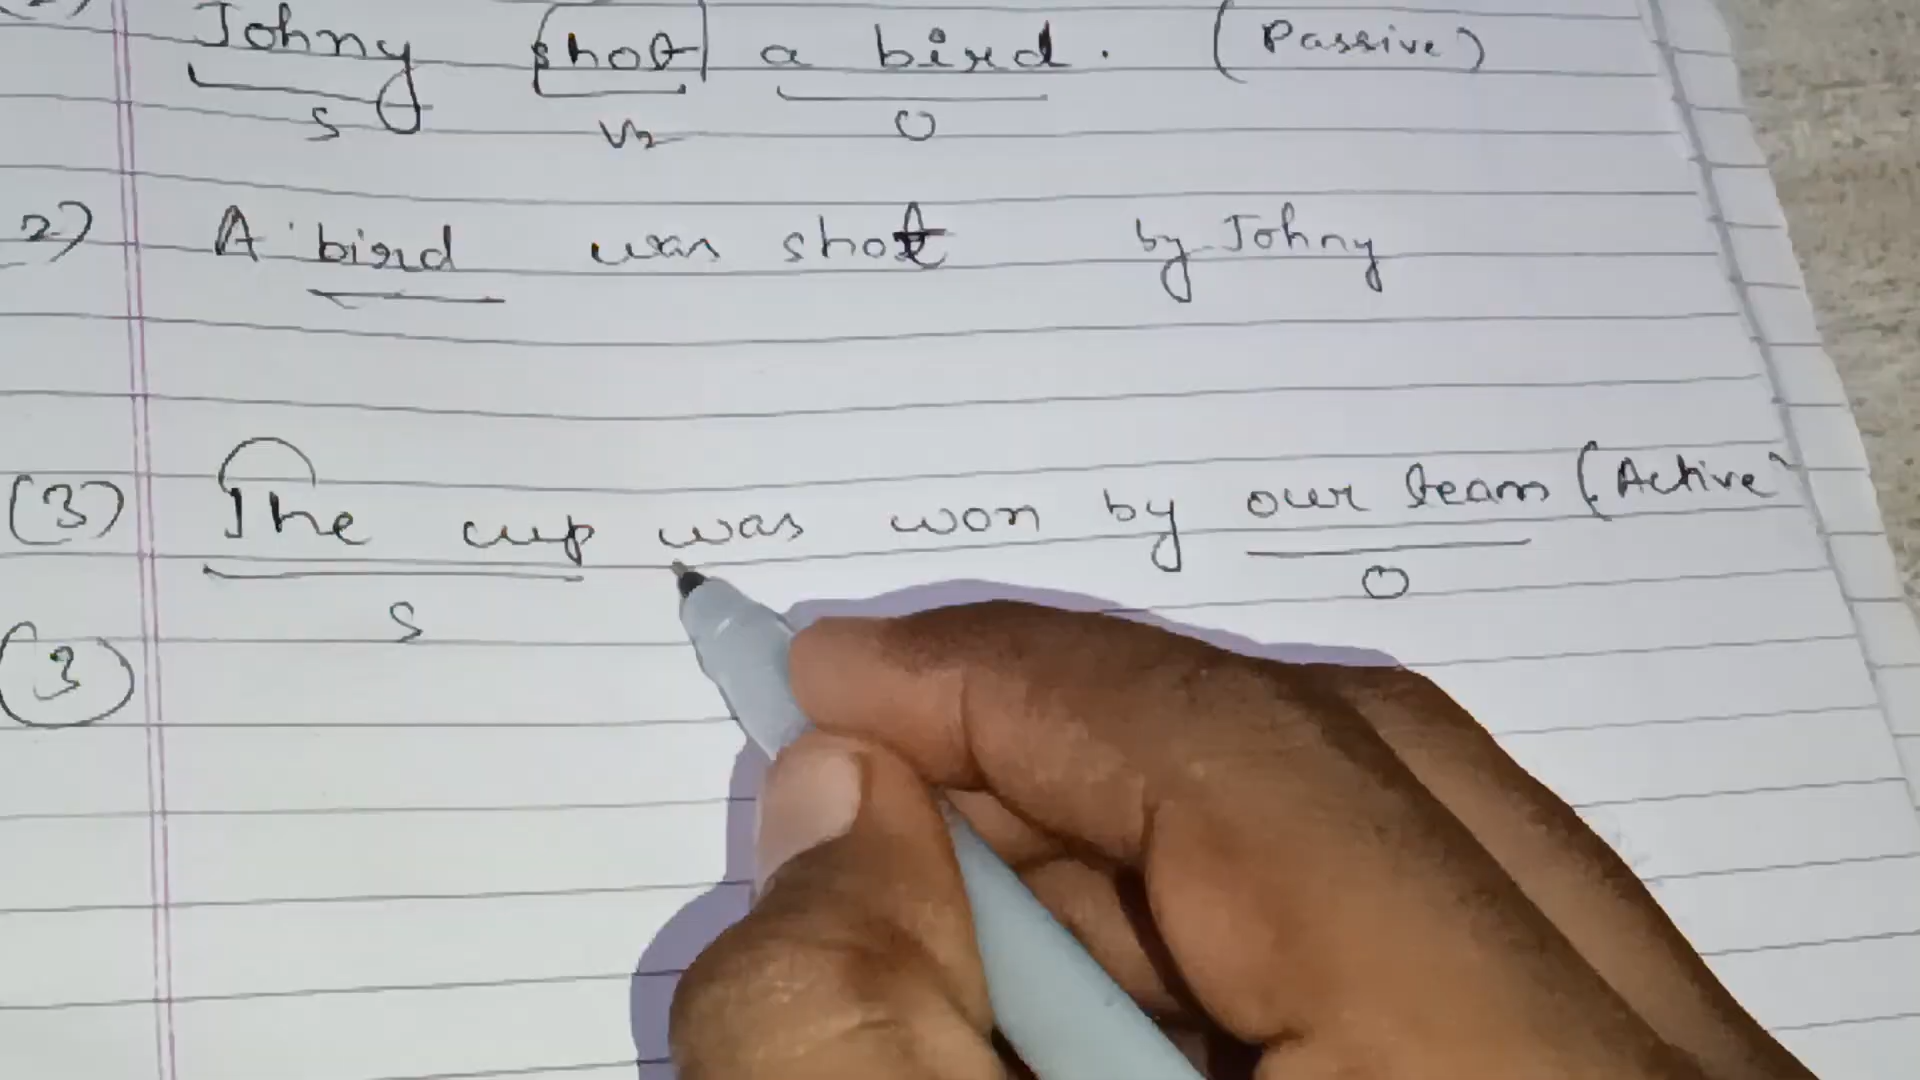 Johny shot a bird. (Passive)
S V2 O
2) A bird was shot by Johny
(3) The cup was won by our team (Active
S O
(3)